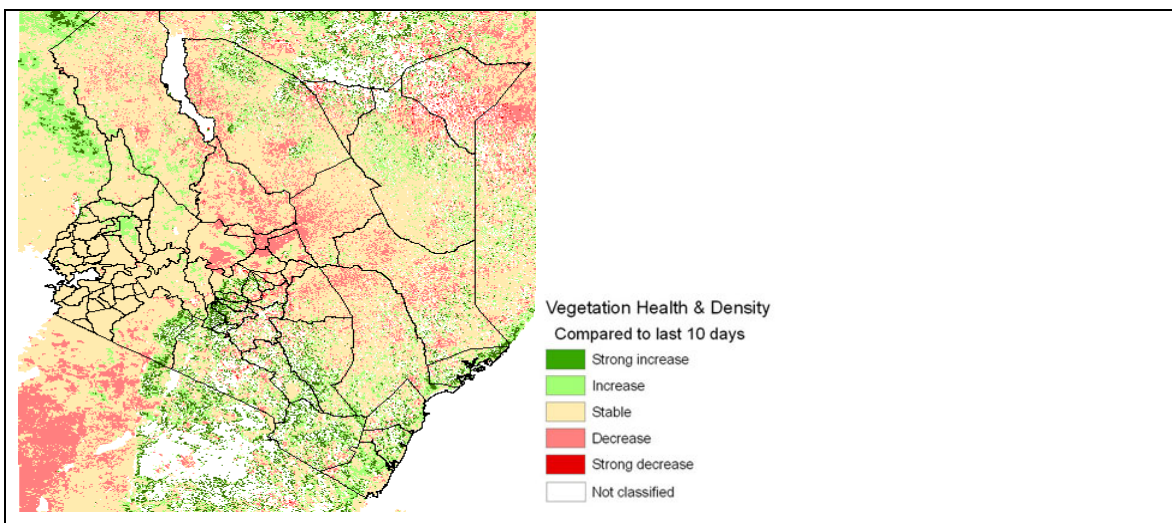 Vegetation Health & Density
Compared to last 10 days
Strong increase
Increase
Stable
Decrease
Strong decrease
Not classified